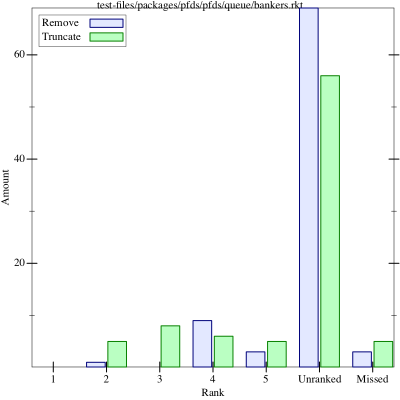 test-files/packages/pfds/pfds/queue/bankers.rkt
Remove
Truncate
60
40
20
Amount
1 2 3 4 5 Unranked Missed
Rank